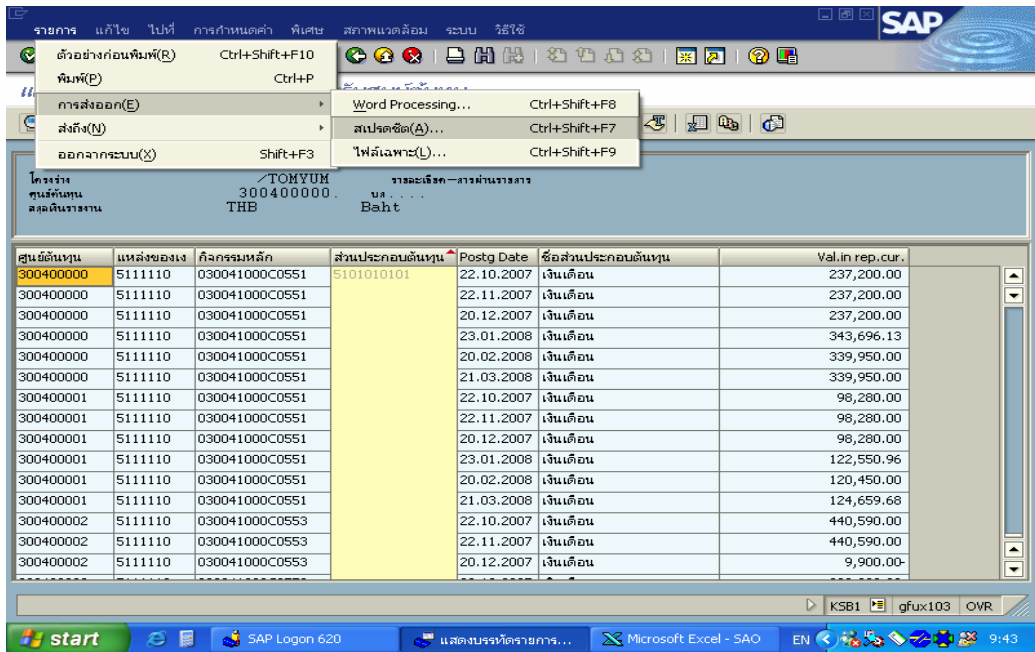 รายการ แก้ไข ไปที่ การกำหนดค่า พิเศษ สภาพแวดล้อม ระบบ วิธีใช้
SAP
ตัวอย่างก่อนพิมพ์(R) Ctrl+Shift+F10
พิมพ์(P) Ctrl+P
การส่งออก(E)
ส่งถึง(N)
ออกจากระบบ(X) Shift+F3
Word Processing... Ctrl+Shift+F8
สเปรดชีต(A)... Ctrl+Shift+F7
ไฟล์เฉพาะ(L)... Ctrl+Shift+F9
โครงร่าง /TOMYUM รายละเอียด-สารผ่านรายการ
ศูนย์ต้นทุน 300400000. บส....
สกุลเงินรายงาน THB Baht
ศูนย์ต้นทุน แหล่งของเง กิจกรรมหลัก ส่วนประกอบต้นทุน Postg Date ชื่อส่วนประกอบต้นทุน Val.in rep.cur.
300400000 5111110 030041000C0551 5101010101 22.10.2007 เงินเดือน 237,200.00
300400000 5111110 030041000C0551 22.11.2007 เงินเดือน 237,200.00
300400000 5111110 030041000C0551 20.12.2007 เงินเดือน 237,200.00
300400000 5111110 030041000C0551 23.01.2008 เงินเดือน 343,696.13
300400000 5111110 030041000C0551 20.02.2008 เงินเดือน 339,950.00
300400000 5111110 030041000C0551 21.03.2008 เงินเดือน 339,950.00
300400001 5111110 030041000C0551 22.10.2007 เงินเดือน 98,280.00
300400001 5111110 030041000C0551 22.11.2007 เงินเดือน 98,280.00
300400001 5111110 030041000C0551 20.12.2007 เงินเดือน 98,280.00
300400001 5111110 030041000C0551 23.01.2008 เงินเดือน 122,550.96
300400001 5111110 030041000C0551 20.02.2008 เงินเดือน 120,450.00
300400001 5111110 030041000C0551 21.03.2008 เงินเดือน 124,659.68
300400002 5111110 030041000C0553 22.10.2007 เงินเดือน 440,590.00
300400002 5111110 030041000C0553 22.11.2007 เงินเดือน 440,590.00
300400002 5111110 030041000C0553 20.12.2007 เงินเดือน 9,900.00-
KSB1 gfux103 OVR
start SAP Logon 620 แสดงบรรทัดรายการ... Microsoft Excel - SAO EN 9:43